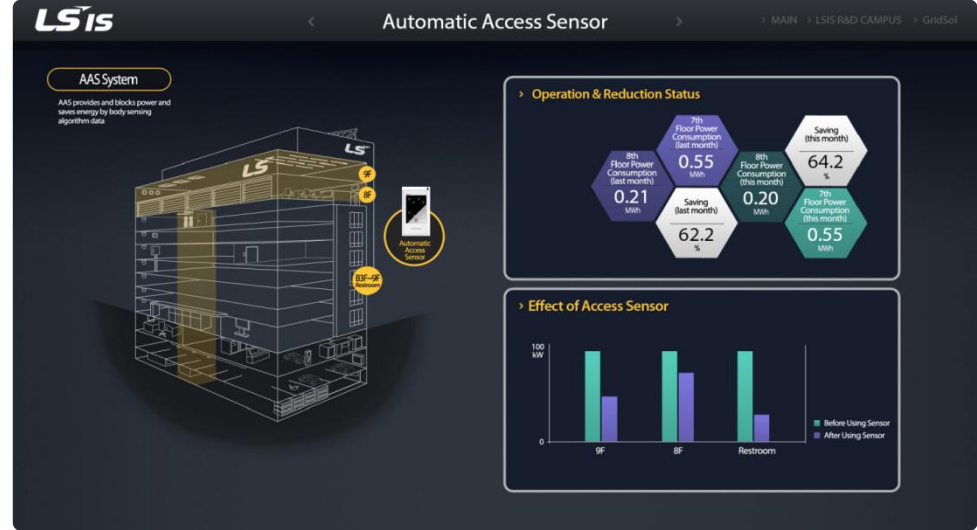 LSis
<
Automatic Access Sensor
>
> MAIN > LSIS R&D CAMPUS > GridSol
AAS System
AAS provides and blocks power and
saves energy by body sensing
algorithm data
LS
LS
9F
8F
Automatic
Access
Sensor
B3F~9F
Restroom
> Operation & Reduction Status
8th
Floor Power
Consumption
(last month)
0.21
MWh
7th
Floor Power
Consumption
(last month)
0.55
MWh
Saving
(last month)
62.2
%
8th
Floor Power
Consumption
(this month)
0.20
MWh
Saving
(this month)
64.2
%
7th
Floor Power
Consumption
(this month)
0.55
MWh
> Effect of Access Sensor
100
kW
0
9F
8F
Restroom
Before Using Sensor
After Using Sensor